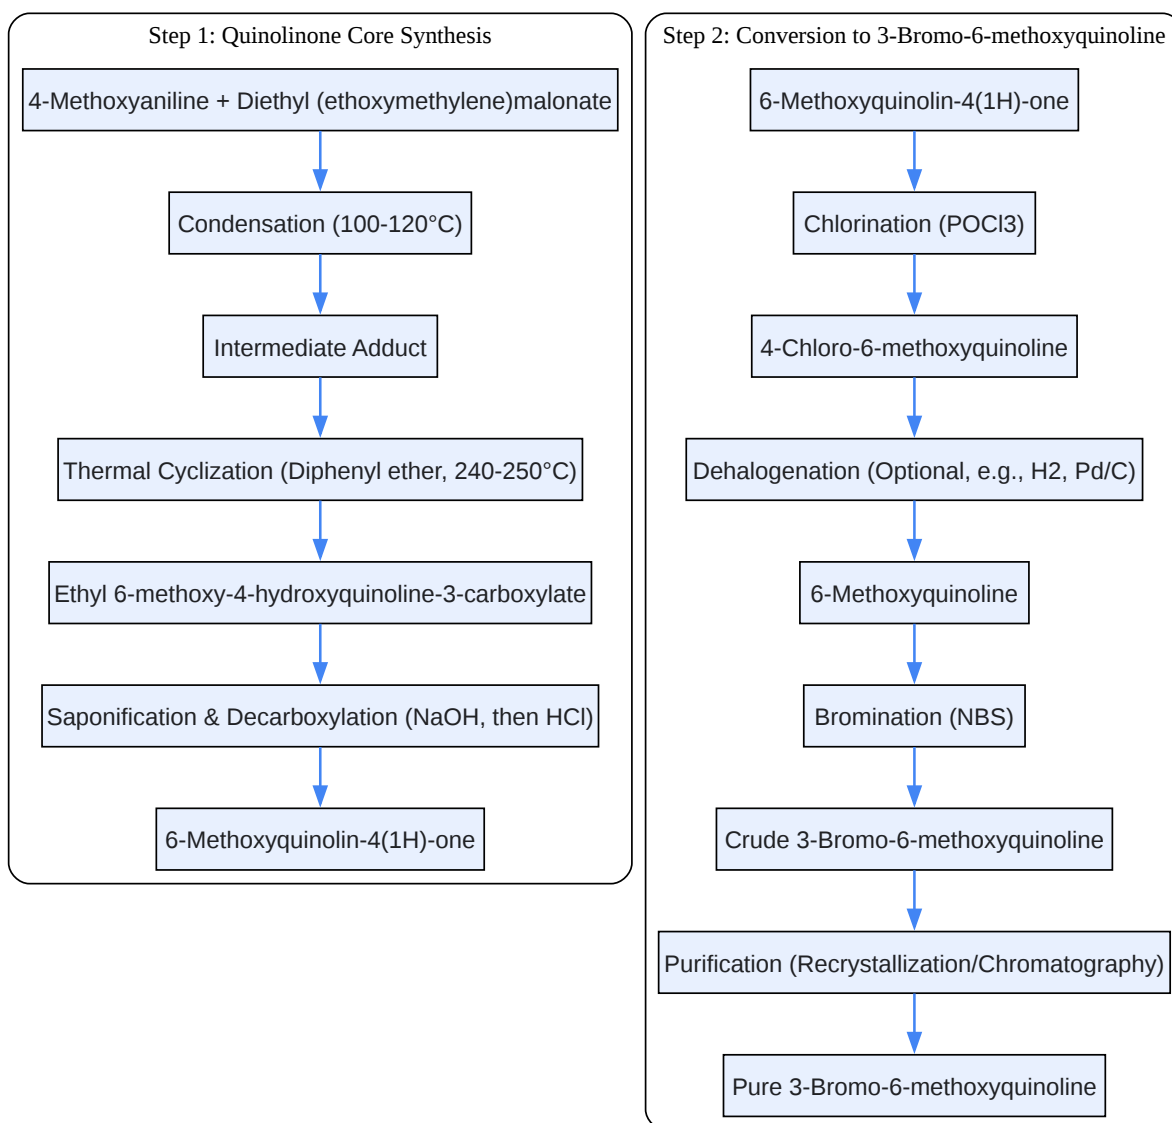 Step 1: Quinolinone Core Synthesis
4-Methoxyaniline + Diethyl (ethoxymethylene)malonate
Condensation (100-120°C)
Intermediate Adduct
Thermal Cyclization (Diphenyl ether, 240-250°C)
Ethyl 6-methoxy-4-hydroxyquinoline-3-carboxylate
Saponification & Decarboxylation (NaOH, then HCl)
6-Methoxyquinolin-4(1H)-one
Step 2: Conversion to 3-Bromo-6-methoxyquinoline
6-Methoxyquinolin-4(1H)-one
Chlorination (POCl3)
4-Chloro-6-methoxyquinoline
Dehalogenation (Optional, e.g., H2, Pd/C)
6-Methoxyquinoline
Bromination (NBS)
Crude 3-Bromo-6-methoxyquinoline
Purification (Recrystallization/Chromatography)
Pure 3-Bromo-6-methoxyquinoline